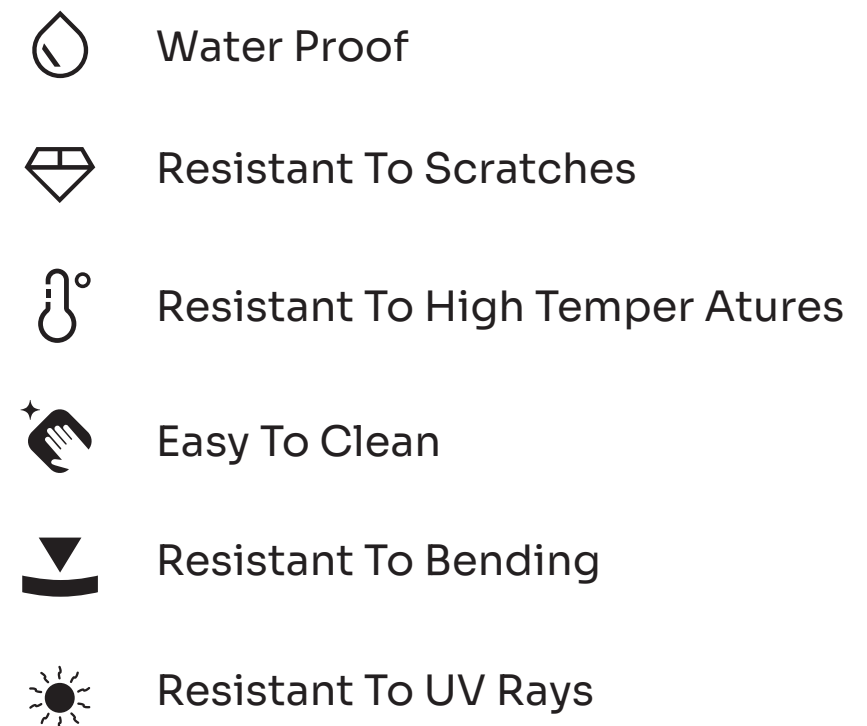 Water Proof
Resistant To Scratches
Resistant To High Temper Atures
Easy To Clean
Resistant To Bending
Resistant To UV Rays